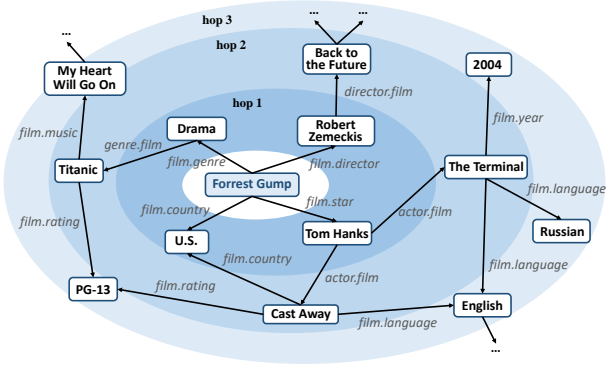 hop 3
...
...
...
hop 2
My Heart
Will Go On
Back to
the Future
2004
hop 1
director.film
film.music
Drama
Robert
Zemeckis
film.year
genre.film
film.genre
film.director
Titanic
The Terminal
Forrest Gump
film.language
film.rating
film.country
film.star
actor.film
U.S.
Tom Hanks
Russian
film.country
actor.film
film.language
PG-13
film.rating
Cast Away
English
film.language
...